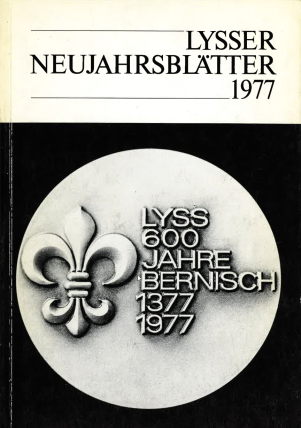 LYSSER
NEUJAHRSBLÄTTER
1977
LYSS
600
JAHRE
BERNISCH
1377
1977